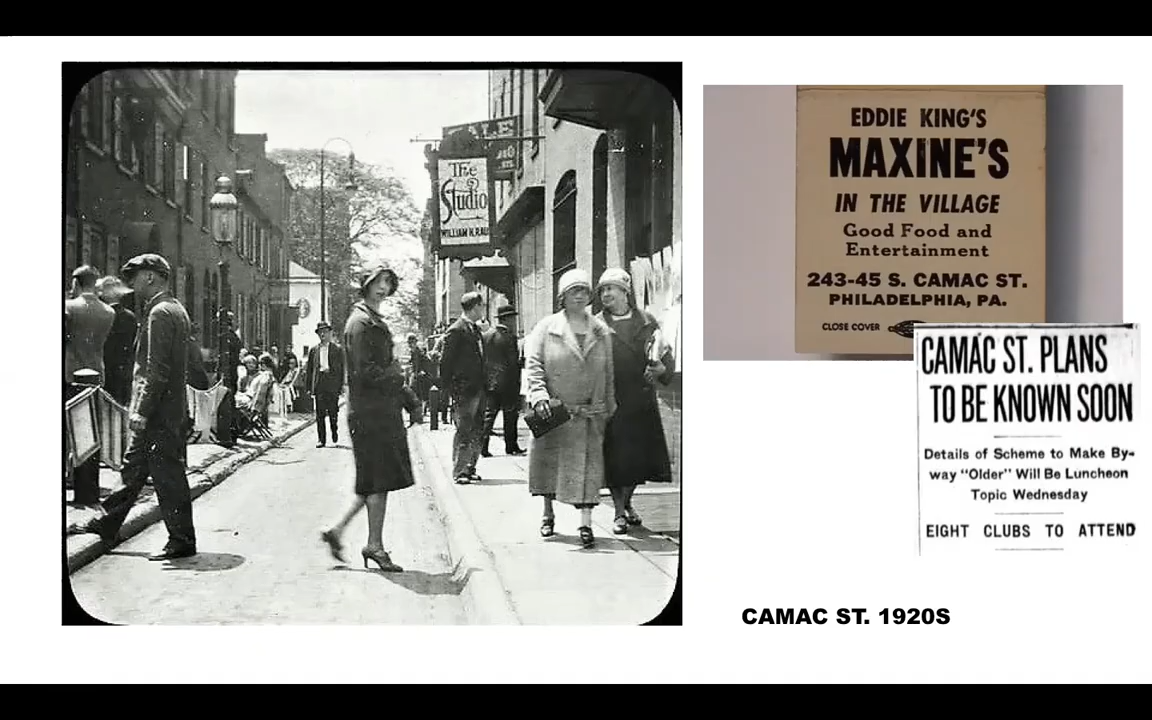 ALE
The
Studio
WILLIAM H. RAU
EDDIE KING'S
MAXINE'S
IN THE VILLAGE
Good Food and
Entertainment
243-45 S. CAMAC ST.
PHILADELPHIA, PA.
CLOSE COVER
CAMAC ST. PLANS
TO BE KNOWN SOON
Details of Scheme to Make By-
way "Older" Will Be Luncheon
Topic Wednesday
EIGHT CLUBS TO ATTEND
CAMAC ST. 1920S